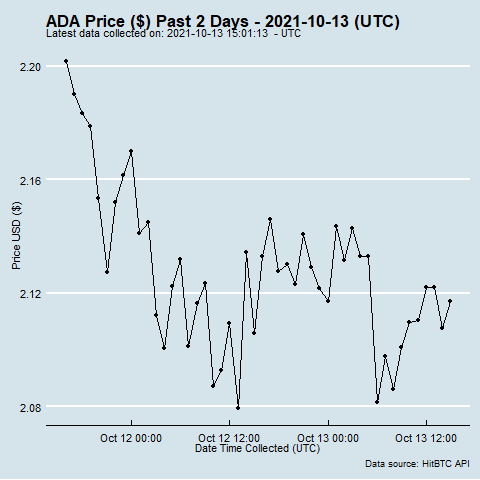 ADA Price ($) Past 2 Days - 2021-10-13 (UTC)
Latest data collected on: 2021-10-13 15:01:13 - UTC
2.20
2.16
2.12
2.08
Price USD ($)
Oct 12 00:00 Oct 12 12:00 Oct 13 00:00 Oct 13 12:00
Date Time Collected (UTC)
Data source: HitBTC API